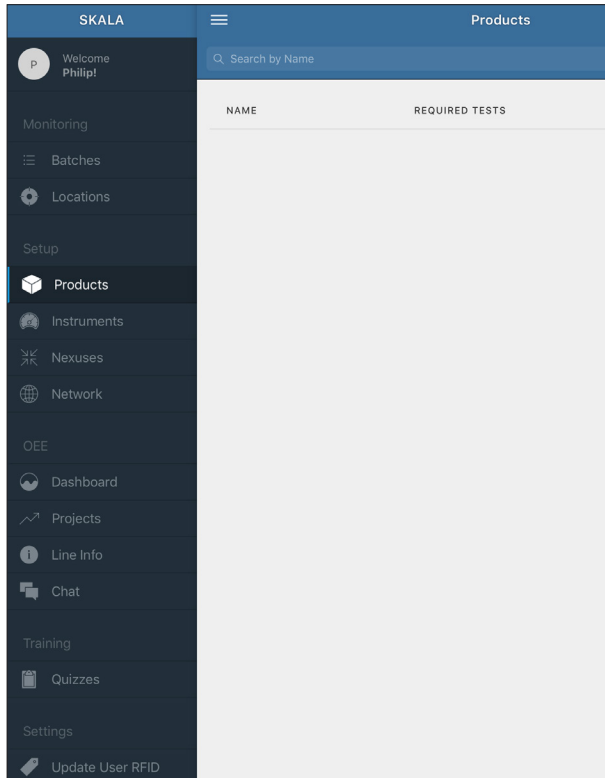 SKALA
P
Welcome
Philip!
Monitoring
Batches
Locations
Setup
Products
Instruments
Nexuses
Network
OEE
Dashboard
Projects
Line Info
Chat
Training
Quizzes
Settings
Update User RFID
Products
Search by Name
NAME REQUIRED TESTS